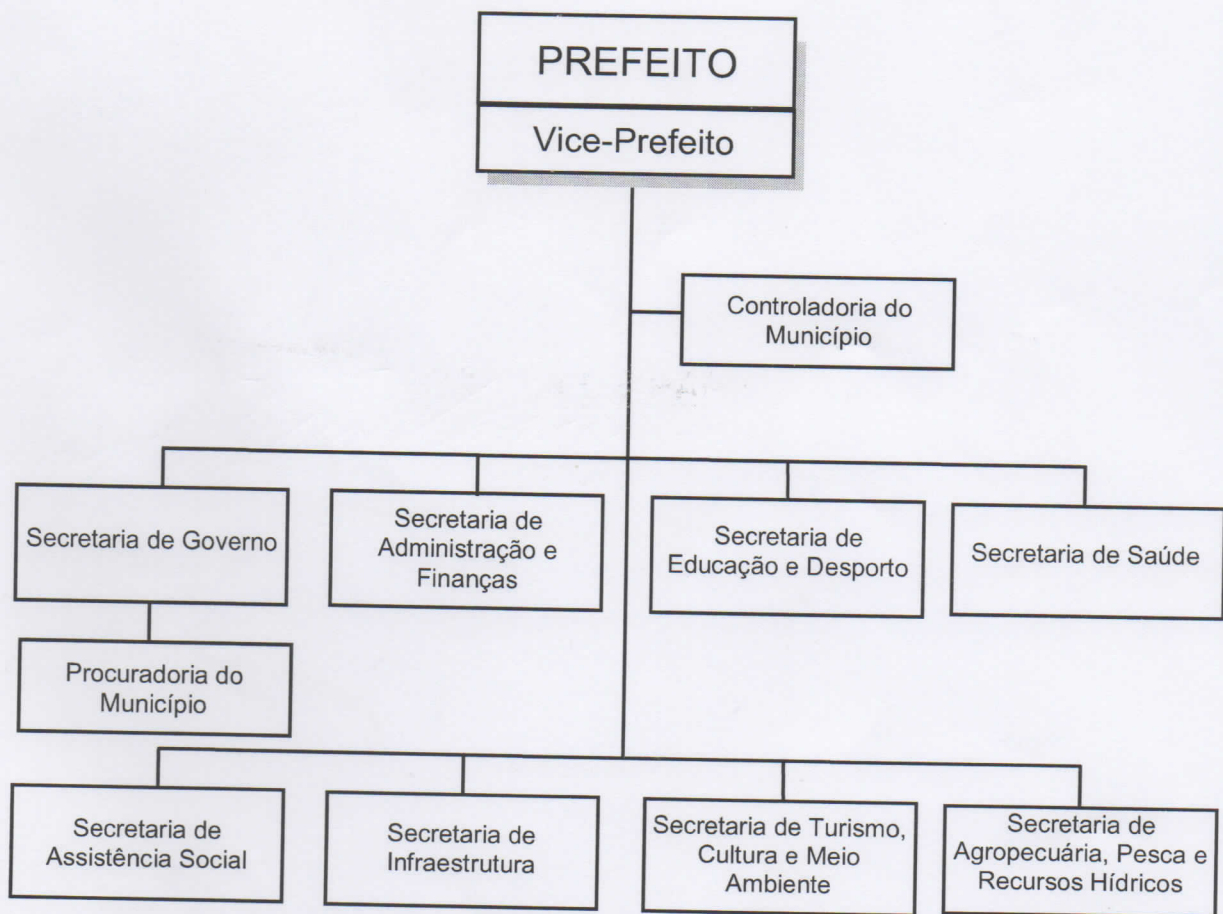 PREFEITO
Vice-Prefeito
Controladoria do
Município
Secretaria de Governo
Secretaria de
Administração e
Finanças
Secretaria de
Educação e Desporto
Secretaria de Saúde
Procuradoria do
Município
Secretaria de
Assistência Social
Secretaria de
Infraestrutura
Secretaria de Turismo,
Cultura e Meio
Ambiente
Secretaria de
Agropecuária, Pesca e
Recursos Hídricos